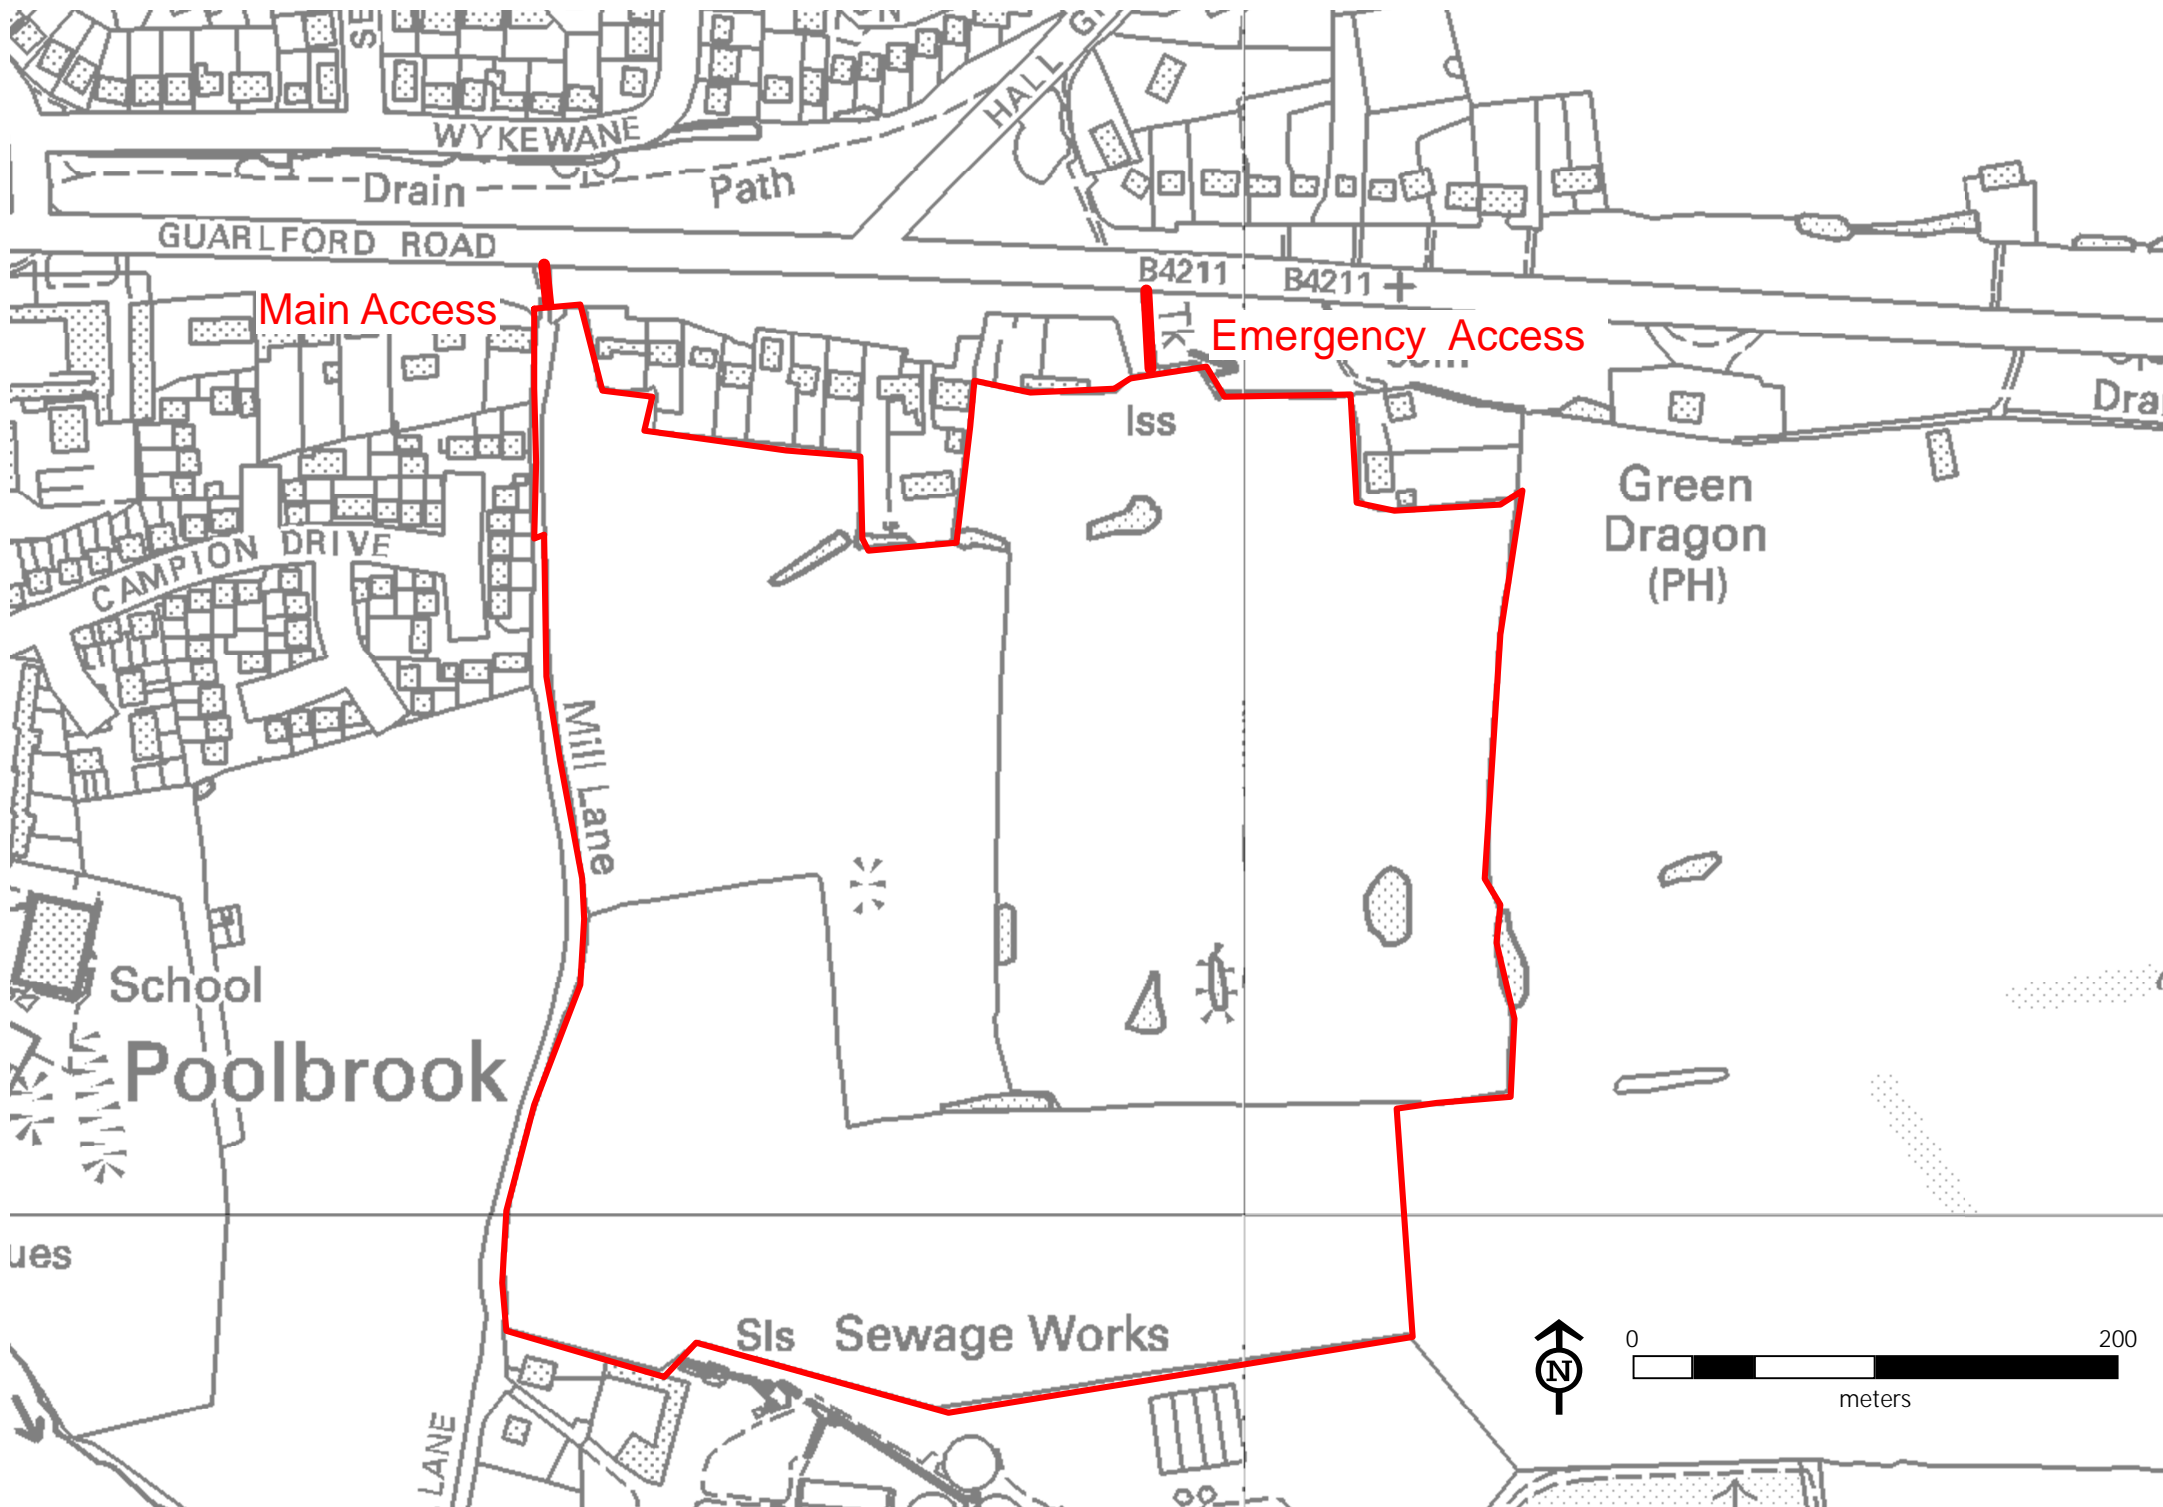 WYKEWANE
HALL
Drain
Path
GUARLFORD ROAD
B4211
B4211
Main Access
Emergency Access
Iss
Green
Dragon
(PH)
CAMPION DRIVE
Mill Lane
School
Poolbrook
Sls Sewage Works
LANE
N
0
200
meters